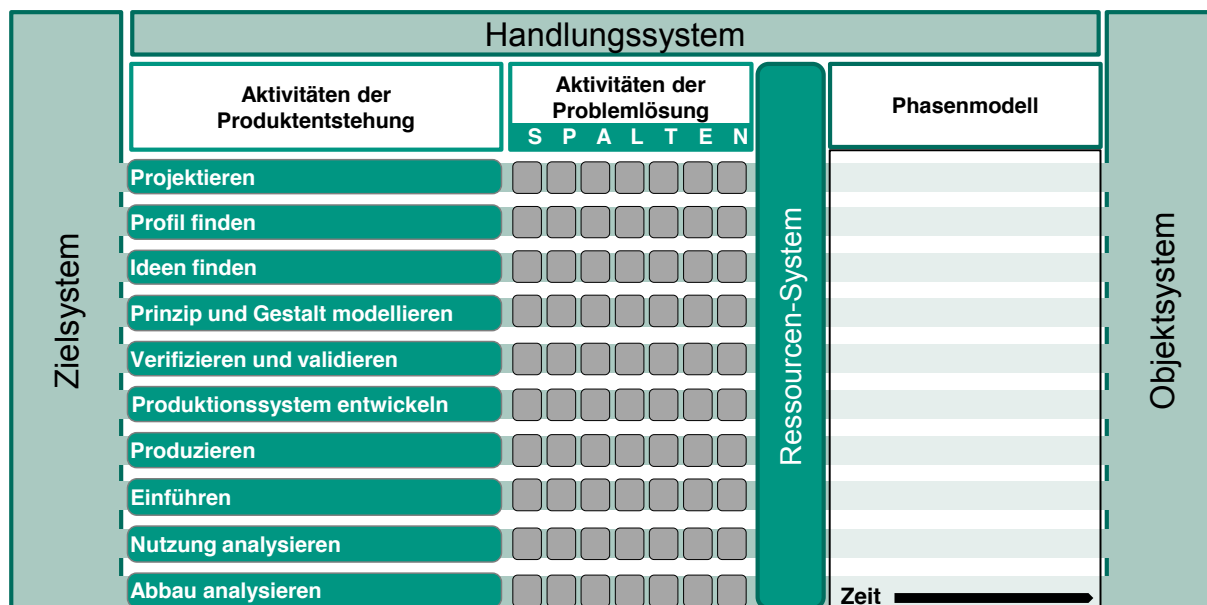 Handlungssystem
Zielsystem
Aktivitäten der
Produktentstehung
Aktivitäten der
Problemlösung
S P A L T E N
Ressourcen-System
Phasenmodell
Objektsystem
Projektieren
Profil finden
Ideen finden
Prinzip und Gestalt modellieren
Verifizieren und validieren
Produktionssystem entwickeln
Produzieren
Einführen
Nutzung analysieren
Abbau analysieren
Zeit